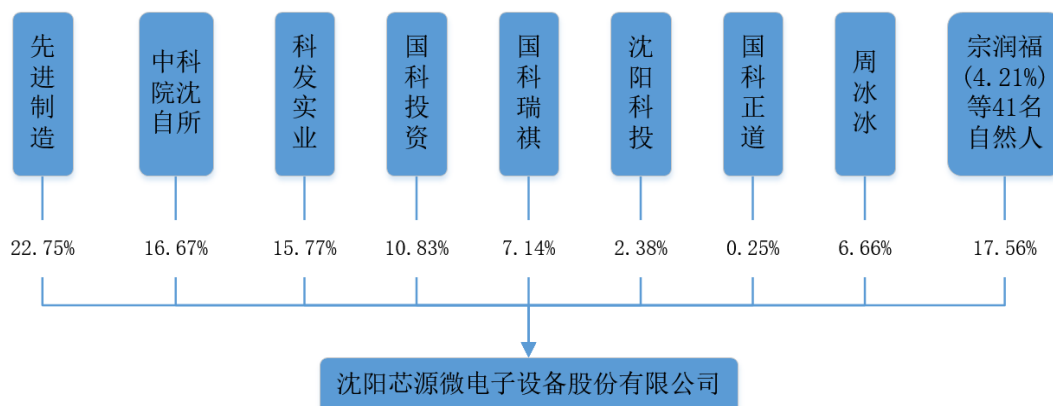 先进制造
中科院沈自所
科发实业
国科投资
国科瑞祺
沈阳科投
国科正道
周冰冰
宗润福
(4.21%)
等41名
自然人
22.75%
16.67%
15.77%
10.83%
7.14%
2.38%
0.25%
6.66%
17.56%
沈阳芯源微电子设备股份有限公司